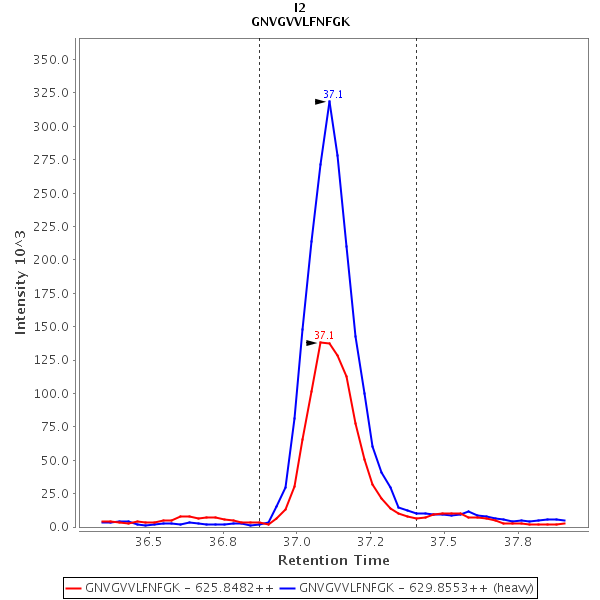 I2
GNVGVVLFNFGK
350.0
325.0
300.0
275.0
250.0
225.0
200.0
175.0
150.0
125.0
100.0
75.0
50.0
25.0
0.0
Intensity 10^3
37.1
37.1
36.5 36.8 37.0 37.2 37.5 37.8
Retention Time
GNVGVVLFNFGK - 625.8482++ GNVGVVLFNFGK - 629.8553++ (heavy)